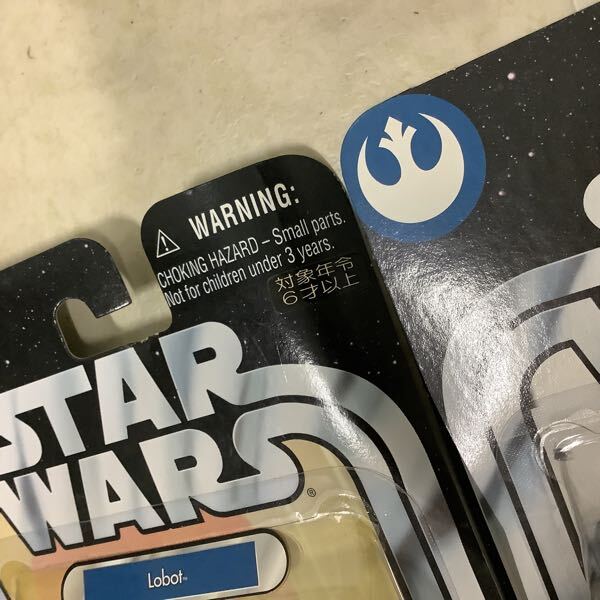 ⚠ WARNING:
CHOKING HAZARD – Small parts.
Not for children under 3 years.
対象年令
6才以上
STAR
WARS®
Lobot™